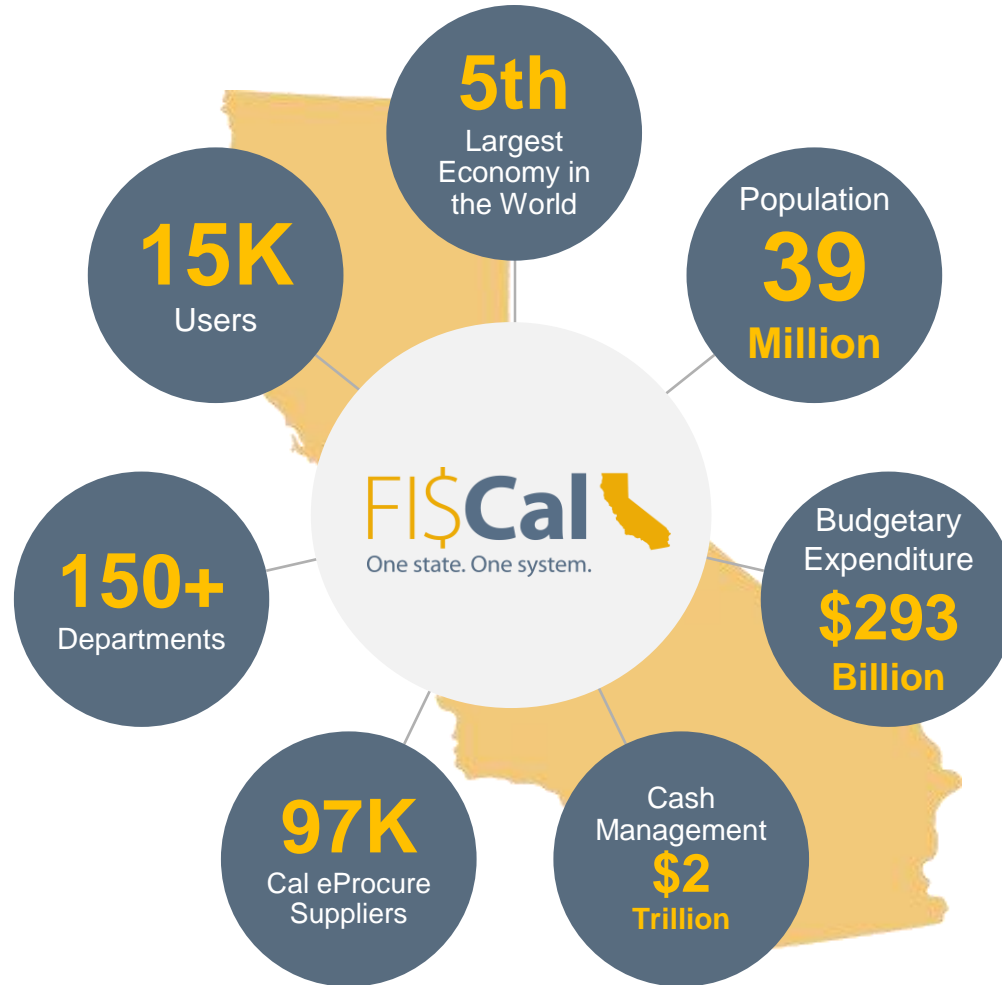 5th
Largest
Economy in
the World
Population
39
Million
15K
Users
FI$Cal
One state. One system.
Budgetary
Expenditure
$293
Billion
150+
Departments
97K
Cal eProcure
Suppliers
Cash
Management
$2
Trillion